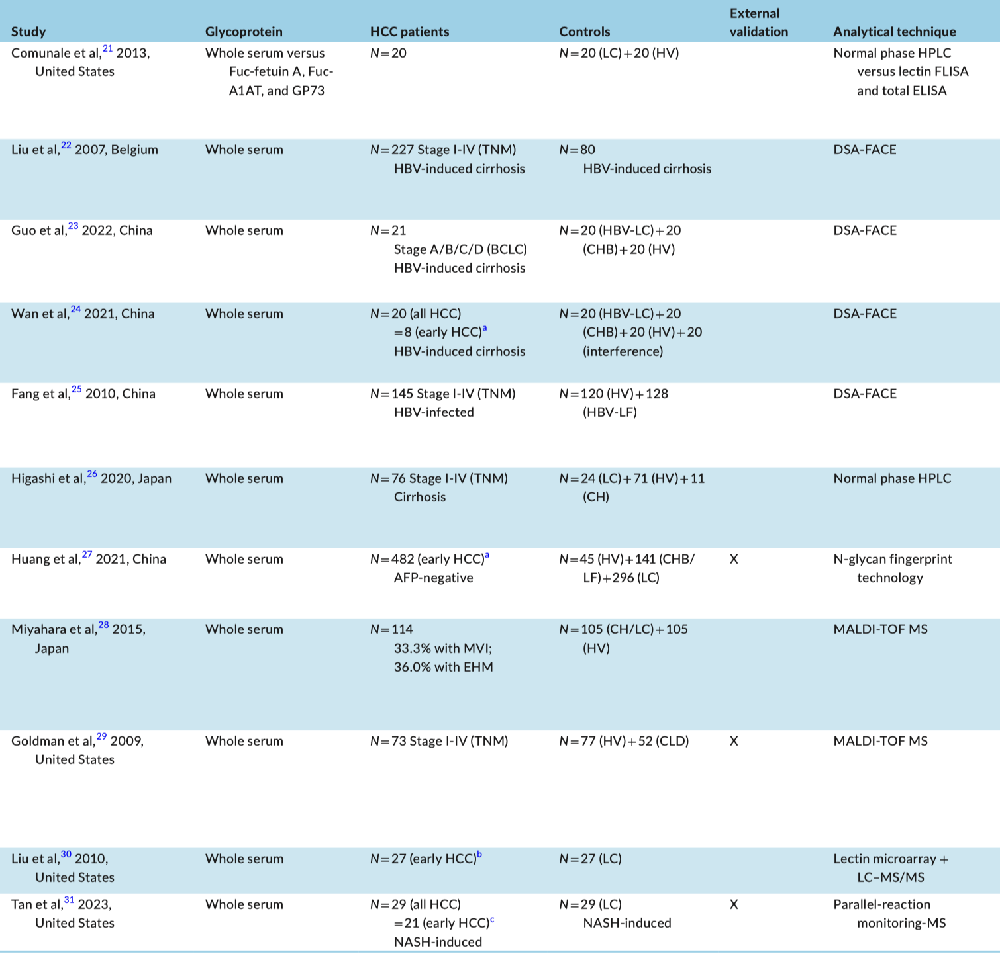 External
Study Glycoprotein HCC patients Controls validation Analytical technique
Comunale et al,21 2013, Whole serum versus N=20 N=20 (LC)+20 (HV) Normal phase HPLC
United States Fuc-fetuin A, Fuc- versus lectin FLISA
A1AT, and GP73 and total ELISA
Liu et al,22 2007, Belgium Whole serum N=227 Stage I-IV (TNM) N=80 DSA-FACE
HBV-induced cirrhosis HBV-induced cirrhosis
Guo et al,23 2022, China Whole serum N=21 N=20 (HBV-LC)+20 DSA-FACE
Stage A/B/C/D (BCLC) (CHB)+20 (HV)
HBV-induced cirrhosis
Wan et al,24 2021, China Whole serum N=20 (all HCC) N=20 (HBV-LC)+20 DSA-FACE
=8 (early HCC)a (CHB)+20 (HV)+20
HBV-induced cirrhosis (interference)
Fang et al,25 2010, China Whole serum N=145 Stage I-IV (TNM) N=120 (HV)+128 DSA-FACE
HBV-infected (HBV-LF)
Higashi et al,26 2020, Japan Whole serum N=76 Stage I-IV (TNM) N=24 (LC)+71 (HV)+11 Normal phase HPLC
Cirrhosis (CH)
Huang et al,27 2021, China Whole serum N=482 (early HCC)a N=45 (HV)+141 (CHB/ X N-glycan fingerprint
AFP-negative LF)+296 (LC) technology
Miyahara et al,28 2015, Whole serum N=114 N=105 (CH/LC)+105 MALDI-TOF MS
Japan 33.3% with MVI; (HV)
36.0% with EHM
Goldman et al,29 2009, Whole serum N=73 Stage I-IV (TNM) N=77 (HV)+52 (CLD) X MALDI-TOF MS
United States
Liu et al,30 2010, Whole serum N=27 (early HCC)b N=27 (LC) Lectin microarray +
United States LC–MS/MS
Tan et al,31 2023, Whole serum N=29 (all HCC) N=29 (LC) X Parallel-reaction
United States =21 (early HCC)c NASH-induced monitoring-MS
NASH-induced